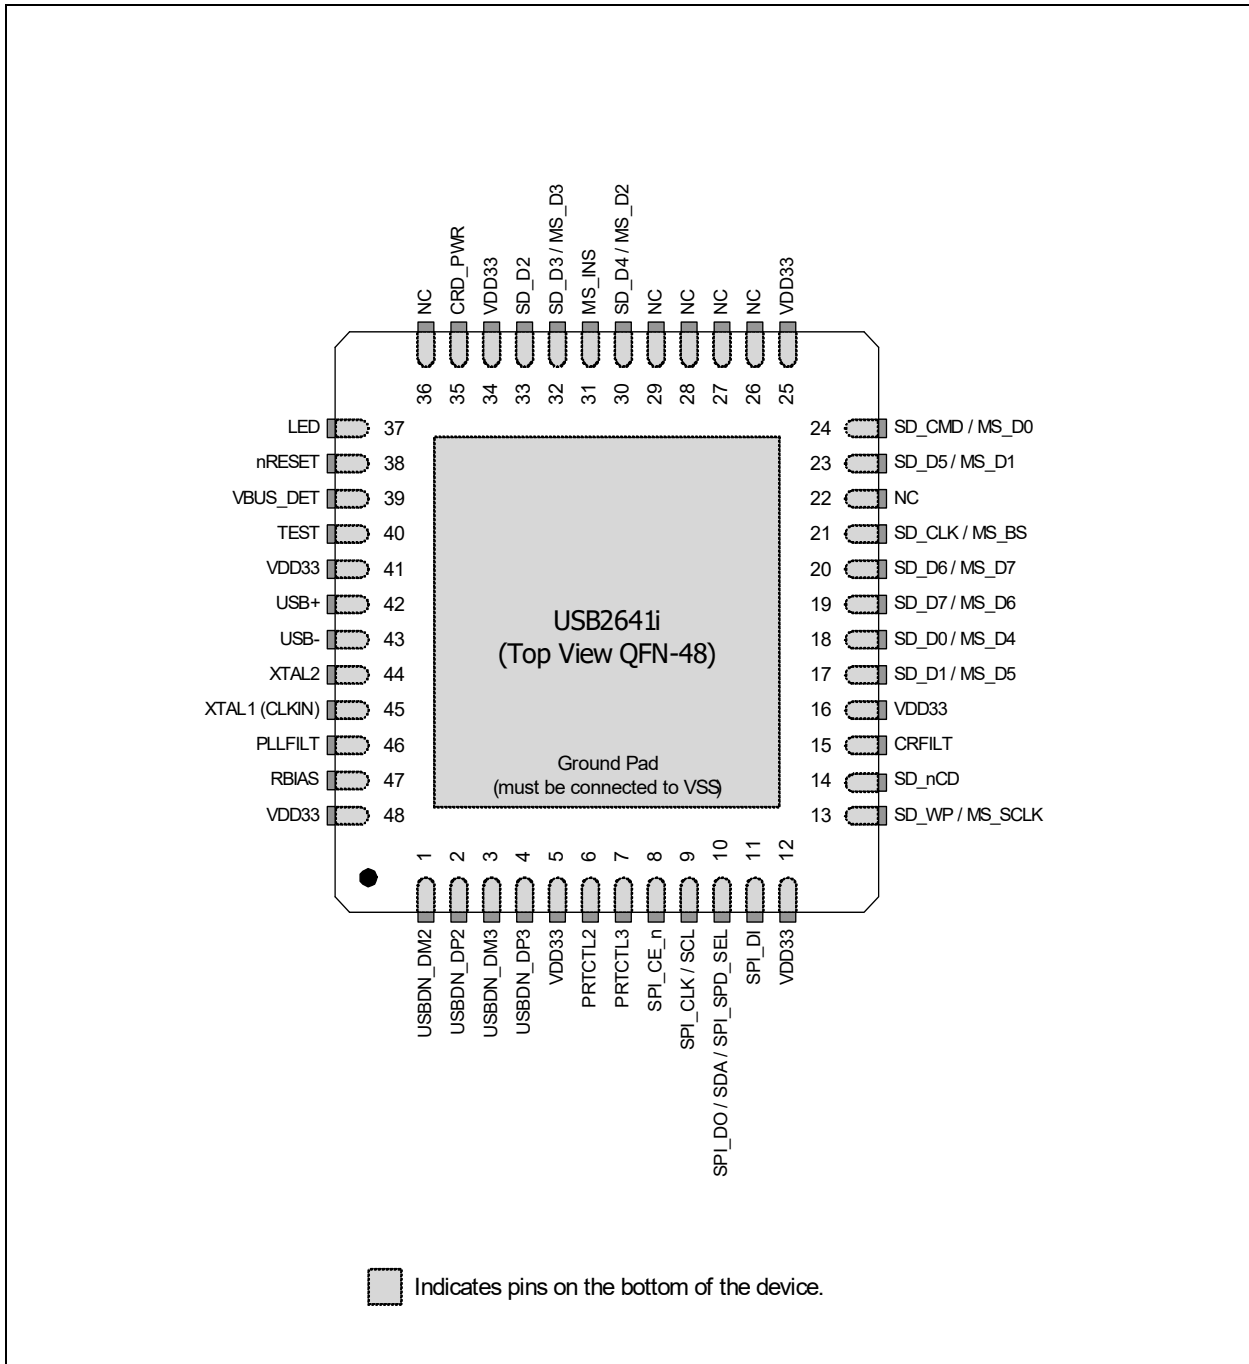 NC
CRD_PWR
VDD33
SD_D2
SD_D3 / MS_D3
MS_INS
SD_D4 / MS_D2
NC
NC
NC
NC
VDD33
36
35
34
33
32
31
30
29
28
27
26
25
LED 37
nRESET 38
VBUS_DET 39
TEST 40
VDD33 41
USB+ 42
USB- 43
XTAL2 44
XTAL1 (CLKIN) 45
PLLFILT 46
RBIAS 47
VDD33 48
USB2641i
(Top View QFN-48)
Ground Pad
(must be connected to VSS)
24 SD_CMD / MS_D0
23 SD_D5 / MS_D1
22 NC
21 SD_CLK / MS_BS
20 SD_D6 / MS_D7
19 SD_D7 / MS_D6
18 SD_D0 / MS_D4
17 SD_D1 / MS_D5
16 VDD33
15 CRFILT
14 SD_nCD
13 SD_WP / MS_SCLK
1
2
3
4
5
6
7
8
9
10
11
12
USBDN_DM2
USBDN_DP2
USBDN_DM3
USBDN_DP3
VDD33
PRTCTL2
PRTCTL3
SPI_CE_n
SPI_CLK / SCL
SPI_DO / SDA / SPI_SPD_SEL
SPI_DI
VDD33
Indicates pins on the bottom of the device.